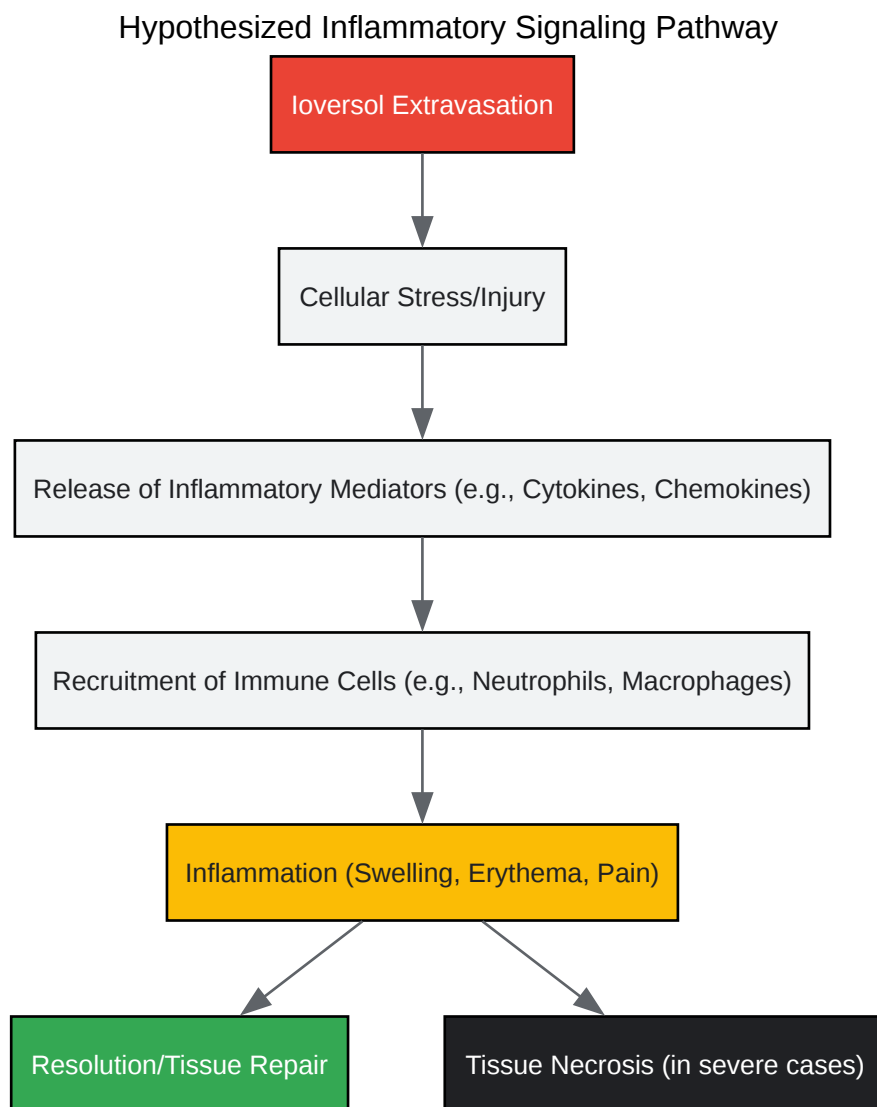 Hypothesized Inflammatory Signaling Pathway
Ioversol Extravasation
Cellular Stress/Injury
Release of Inflammatory Mediators (e.g., Cytokines, Chemokines)
Recruitment of Immune Cells (e.g., Neutrophils, Macrophages)
Inflammation (Swelling, Erythema, Pain)
Resolution/Tissue Repair
Tissue Necrosis (in severe cases)